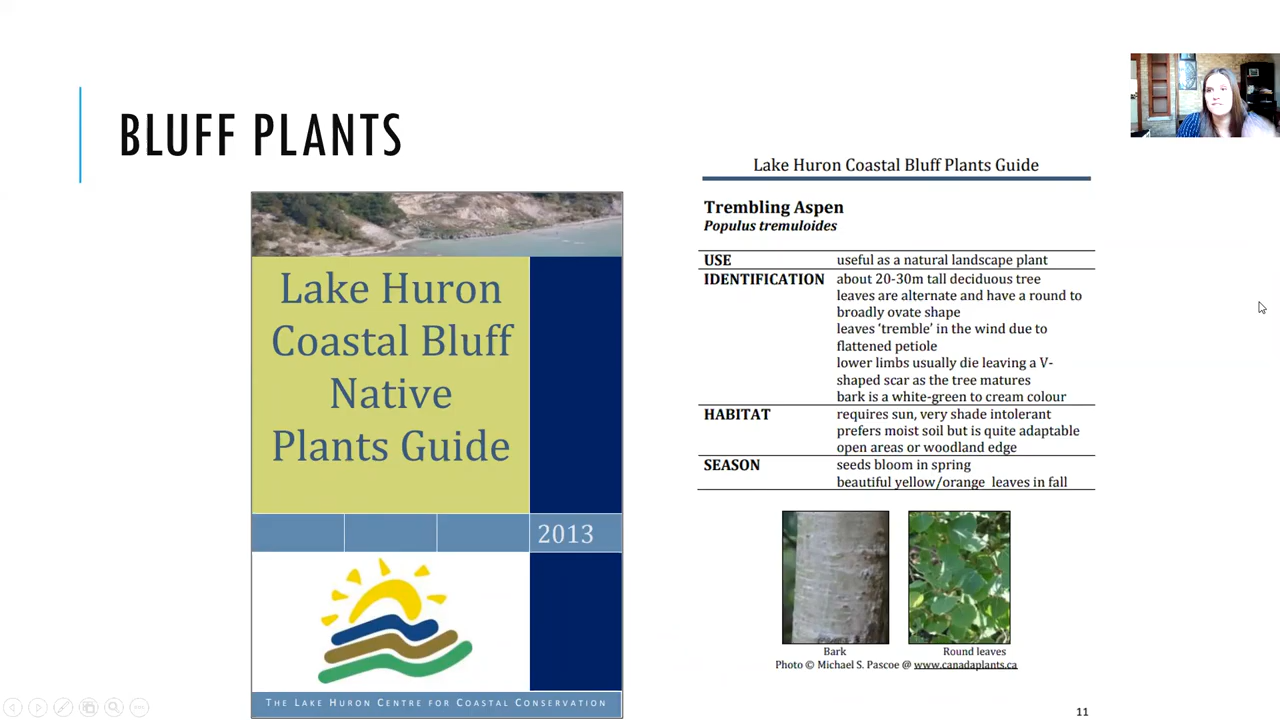 BLUFF PLANTS
Lake Huron
Coastal Bluff
Native
Plants Guide
2013
THE LAKE HURON CENTRE FOR COASTAL CONSERVATION
Lake Huron Coastal Bluff Plants Guide
Trembling Aspen
Populus tremuloides
USE useful as a natural landscape plant
IDENTIFICATION about 20-30m tall deciduous tree
leaves are alternate and have a round to
broadly ovate shape
leaves ‘tremble’ in the wind due to
flattened petiole
lower limbs usually die leaving a V-
shaped scar as the tree matures
bark is a white-green to cream colour
HABITAT requires sun, very shade intolerant
prefers moist soil but is quite adaptable
open areas or woodland edge
SEASON seeds bloom in spring
beautiful yellow/orange leaves in fall
Bark Round leaves
Photo © Michael S. Pascoe @ www.canadaplants.ca
11